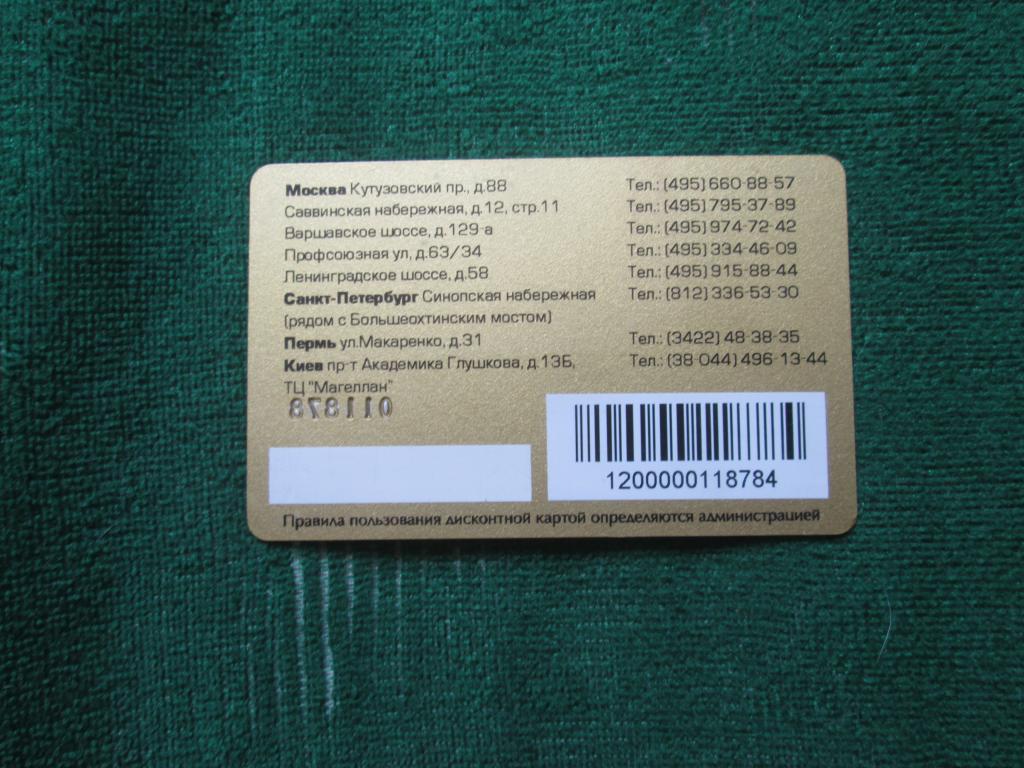 Москва Кутузовский пр., д.88 Тел.: (495) 660-88-57
Саввинская набережная, д.12, стр.11 Тел.: (495) 795-37-89
Варшавское шоссе, д.129-а Тел.: (495) 974-72-42
Профсоюзная ул, д.63/34 Тел.: (495) 334-46-09
Ленинградское шоссе, д.58 Тел.: (495) 915-88-44
Санкт-Петербург Синопская набережная Тел.: (812) 336-53-30
(рядом с Большеохтинским мостом)
Пермь ул.Макаренко, д.31 Тел.: (3422) 48-38-35
Киев пр-т Академика Глушкова, д.13Б, Тел.: (38-044) 496-13-44
ТЦ "Магеллан"
011878
1200000118784
Правила пользования дисконтной картой определяются администрацией